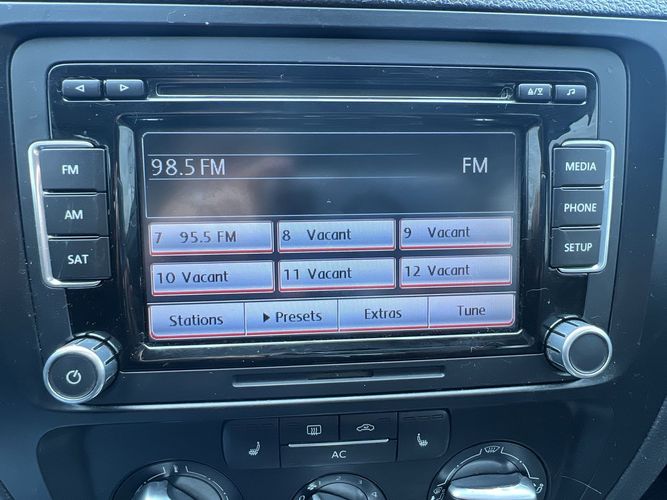 FM
AM
SAT
98.5 FM FM
7 95.5 FM 8 Vacant 9 Vacant
10 Vacant 11 Vacant 12 Vacant
Stations ▸ Presets Extras Tune
MEDIA
PHONE
SETUP
AC